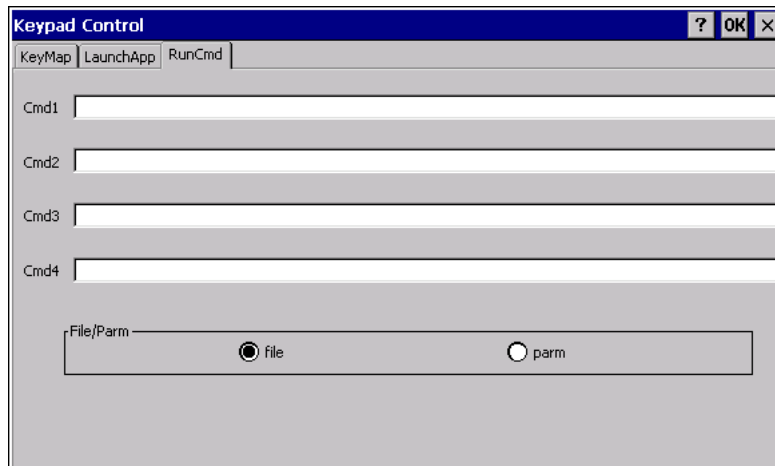 Keypad Control ? OK ×
KeyMap LaunchApp RunCmd
Cmd1
Cmd2
Cmd3
Cmd4
File/Parm
file parm